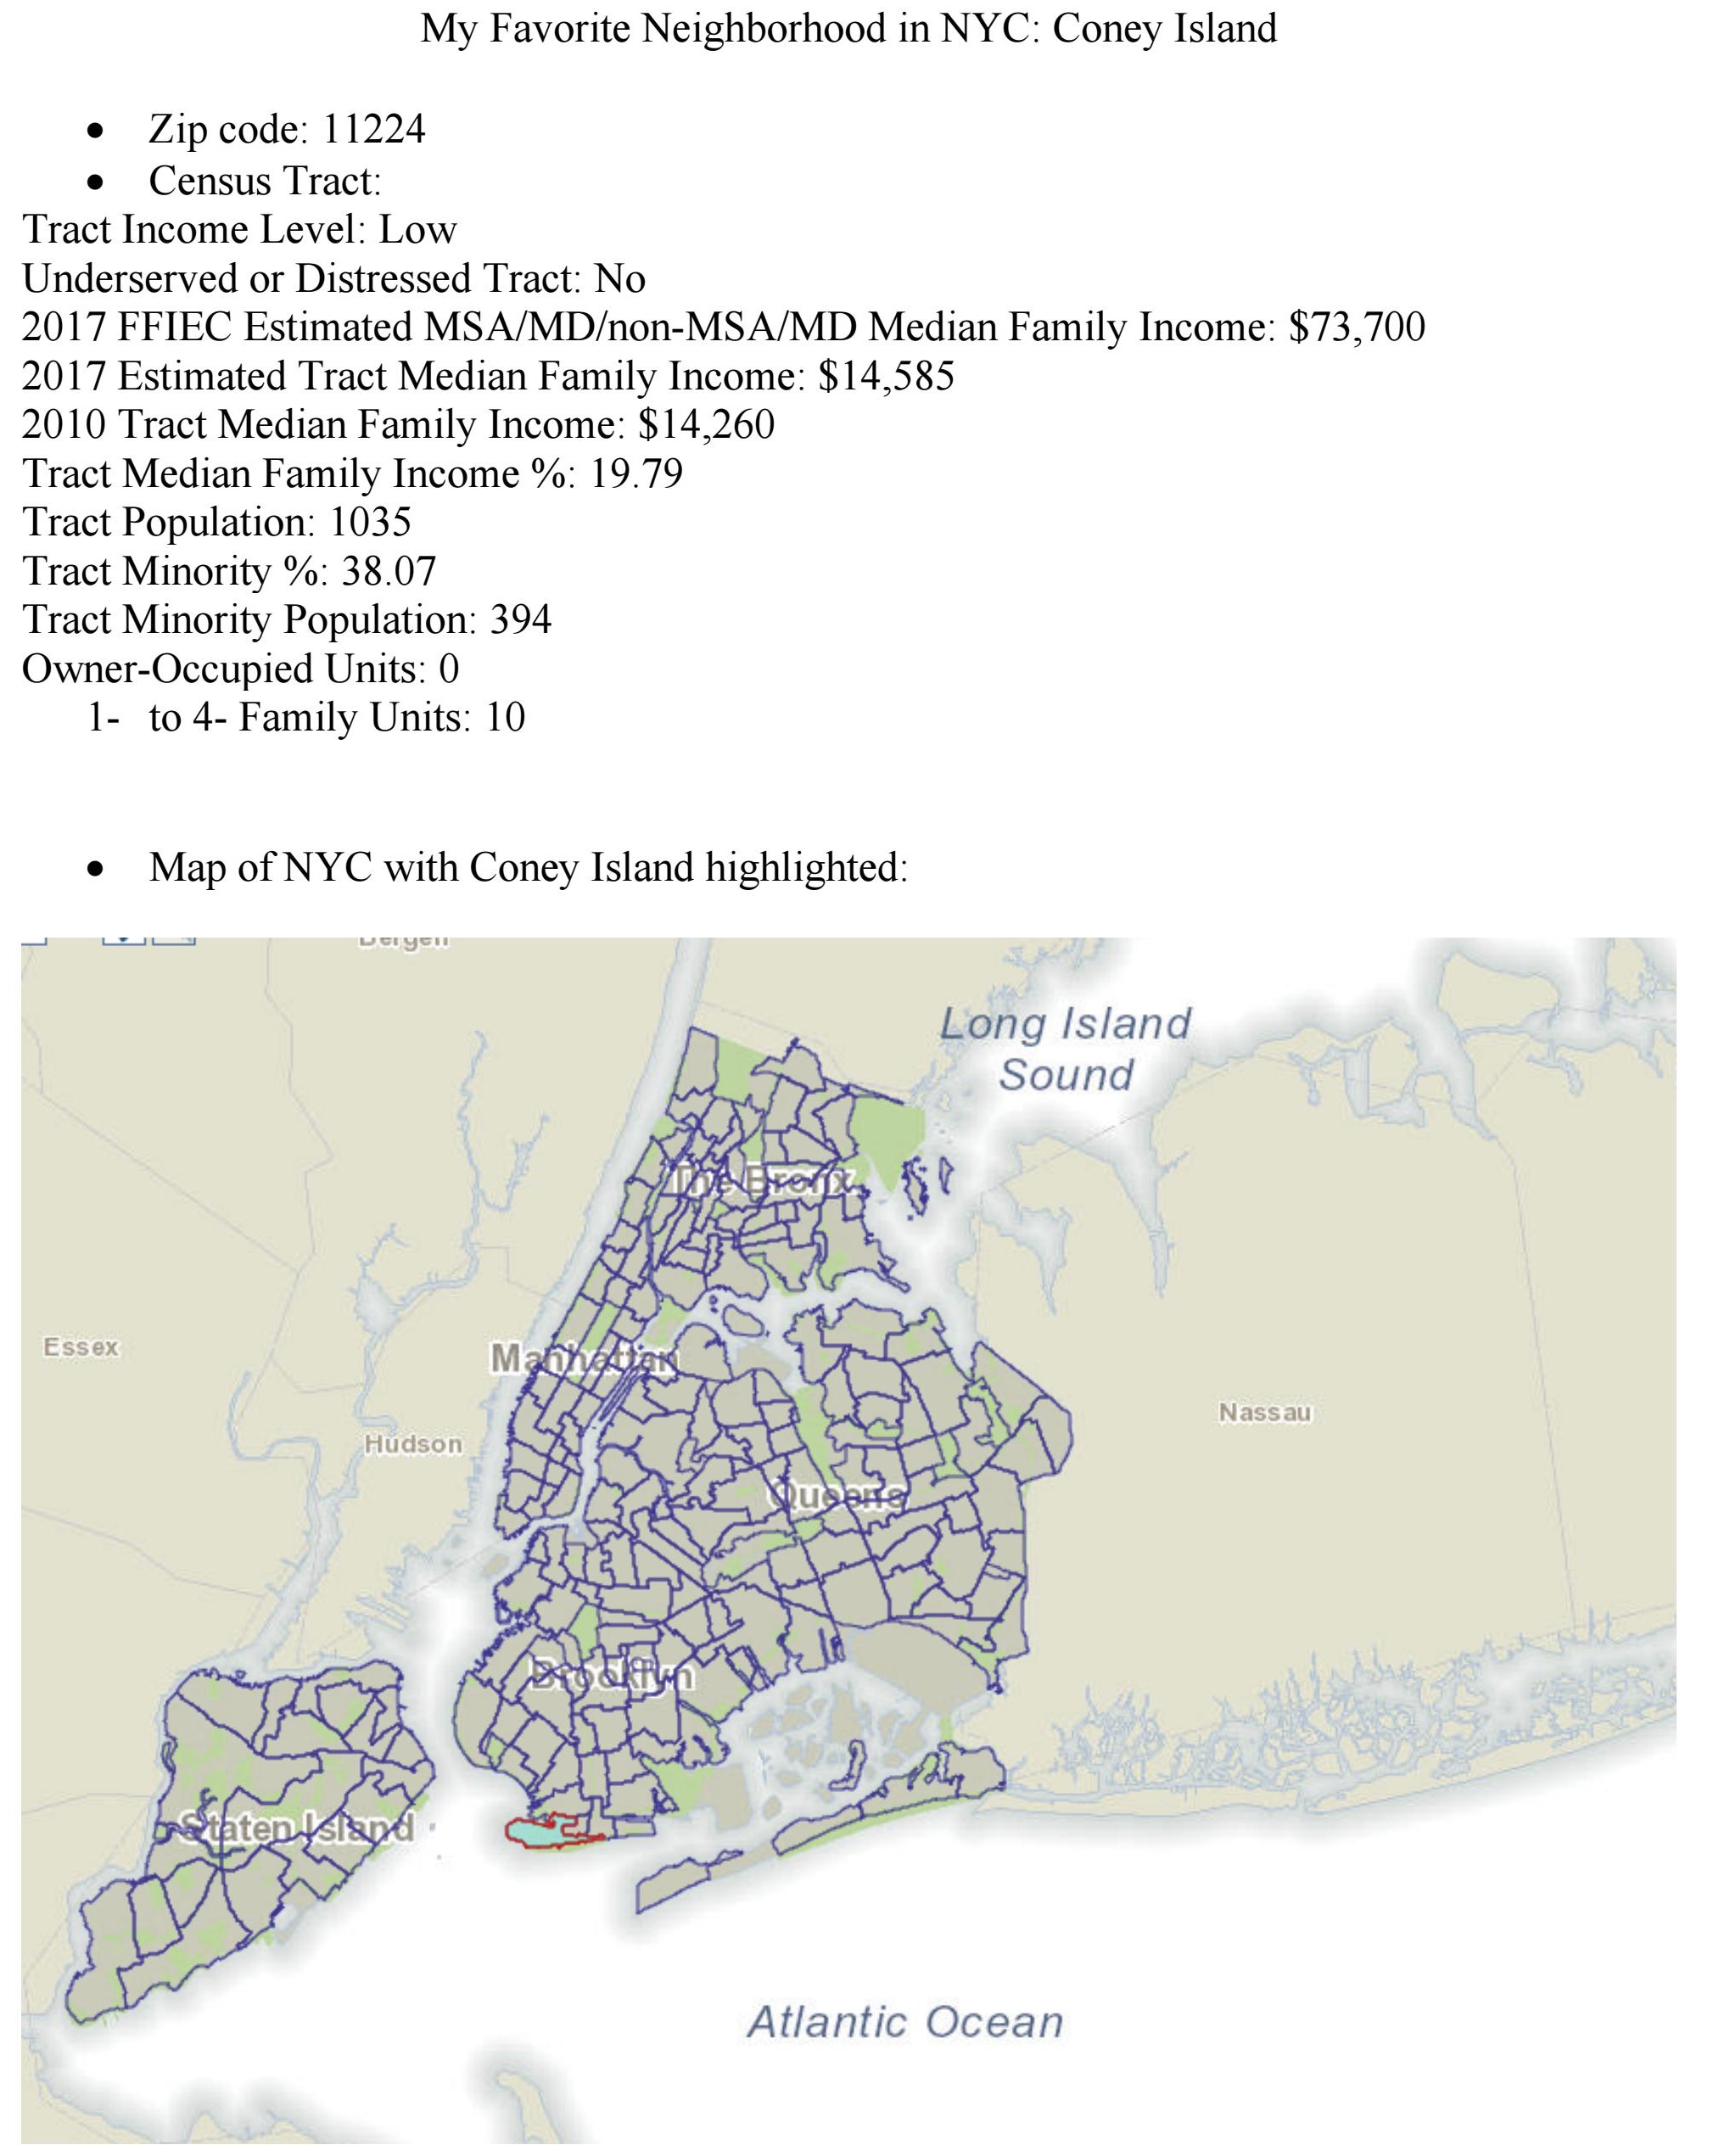 My Favorite Neighborhood in NYC: Coney Island
• Zip code: 11224
• Census Tract:
Tract Income Level: Low
Underserved or Distressed Tract: No
2017 FFIEC Estimated MSA/MD/non-MSA/MD Median Family Income: $73,700
2017 Estimated Tract Median Family Income: $14,585
2010 Tract Median Family Income: $14,260
Tract Median Family Income %: 19.79
Tract Population: 1035
Tract Minority %: 38.07
Tract Minority Population: 394
Owner-Occupied Units: 0
1- to 4- Family Units: 10
• Map of NYC with Coney Island highlighted:
Bergen
Long Island
Sound
The Bronx
Essex
Manhattan
Nassau
Hudson
Queens
Brooklyn
Staten Island
Atlantic Ocean